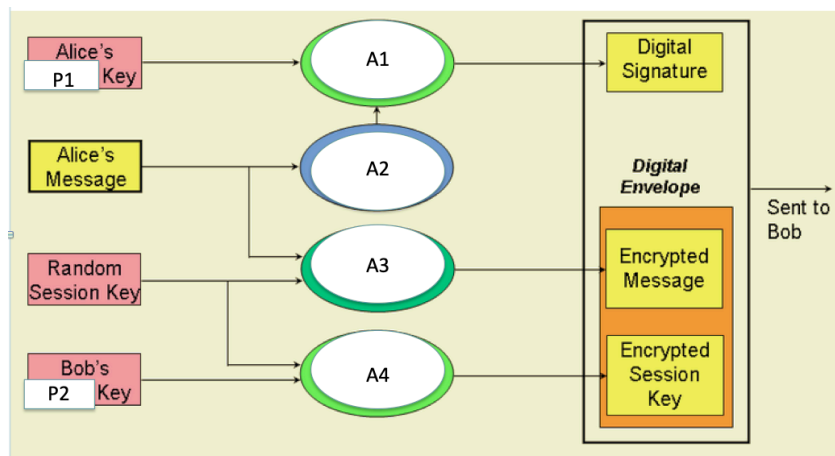 Alice's
P1 Key
A1
Digital
Signature
Alice's
Message
A2
Digital
Envelope
Sent to
Bob
Random
Session Key
A3
Encrypted
Message
Bob's
P2 Key
A4
Encrypted
Session
Key